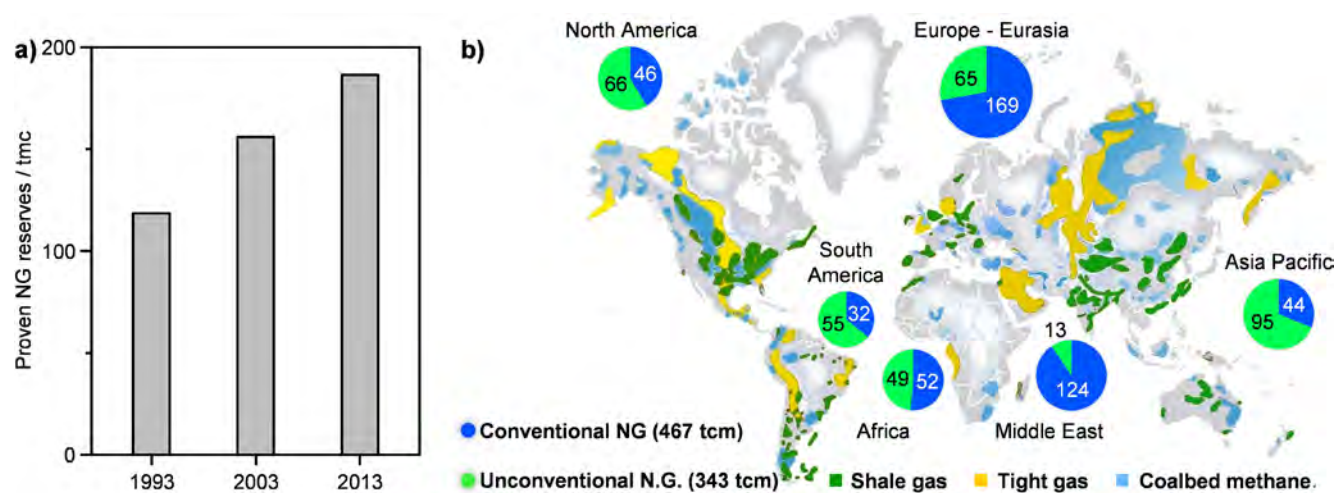 a)
Proven NG reserves / tmc
200
100
0
1993 2003 2013
b)
North America
66 46
Europe - Eurasia
65
169
South
America
55 32
Asia Pacific
44
95
49 52
Africa
13
124
Middle East
Conventional NG (467 tcm)
Unconventional N.G. (343 tcm) Shale gas Tight gas Coalbed methane.